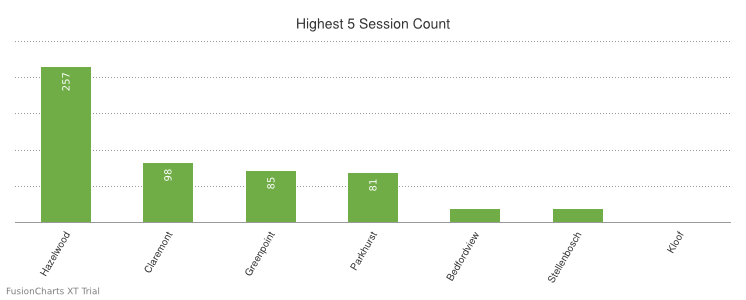 Highest 5 Session Count
257
98
85
81
Hazelwood
Claremont
Greenpoint
Parkhurst
Bedfordview
Stellenbosch
Kloof
FusionCharts XT Trial